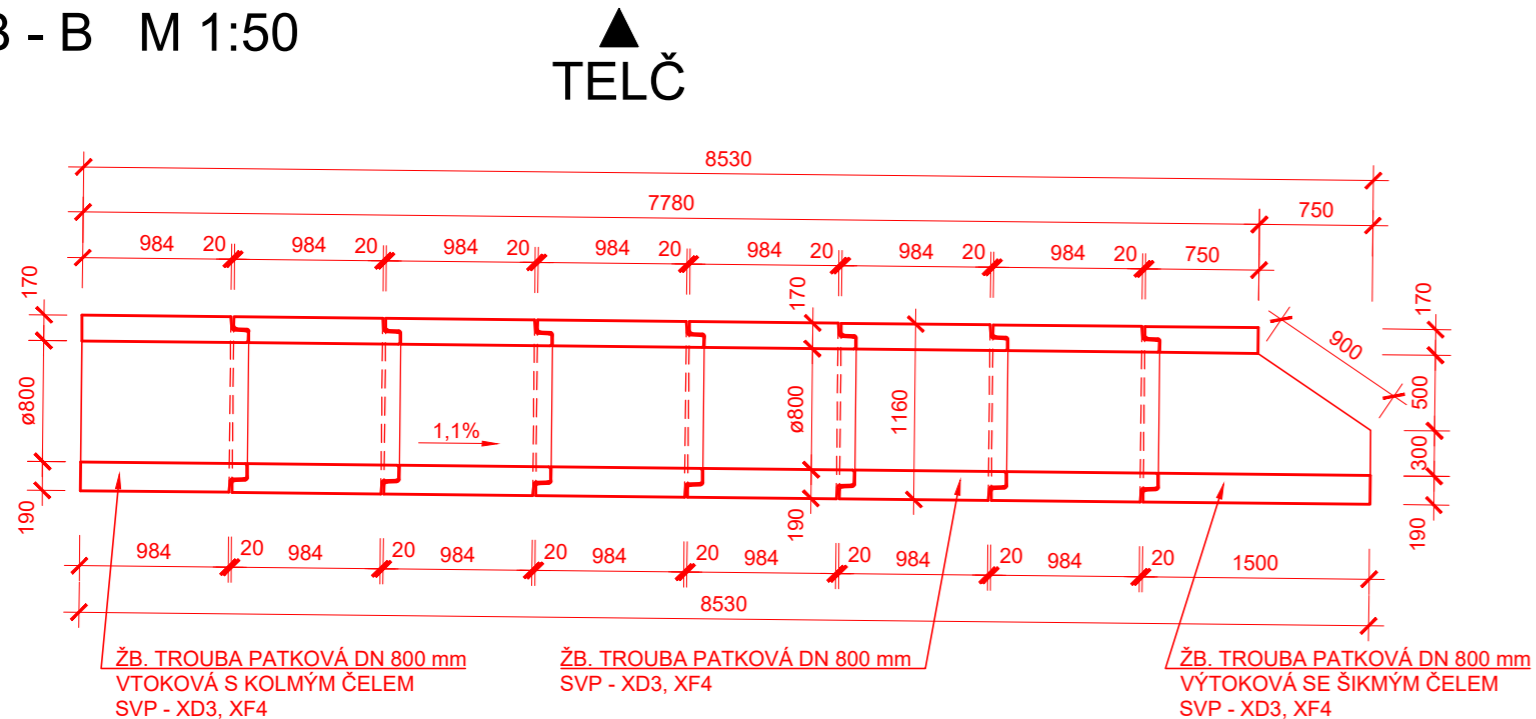 B - B M 1:50
TELČ
8530
7780 750
984 20 984 20 984 20 984 20 984 20 984 20 984 20 750
170 170 170
900
ø800 ø800 1160 500
1,1%
300
190 190 190
984 20 984 20 984 20 984 20 984 20 984 20 984 20 1500
8530
ŽB. TROUBA PATKOVÁ DN 800 mm
VTOKOVÁ S KOLMÝM ČELEM
SVP - XD3, XF4
ŽB. TROUBA PATKOVÁ DN 800 mm
SVP - XD3, XF4
ŽB. TROUBA PATKOVÁ DN 800 mm
VÝTOKOVÁ SE ŠIKMÝM ČELEM
SVP - XD3, XF4